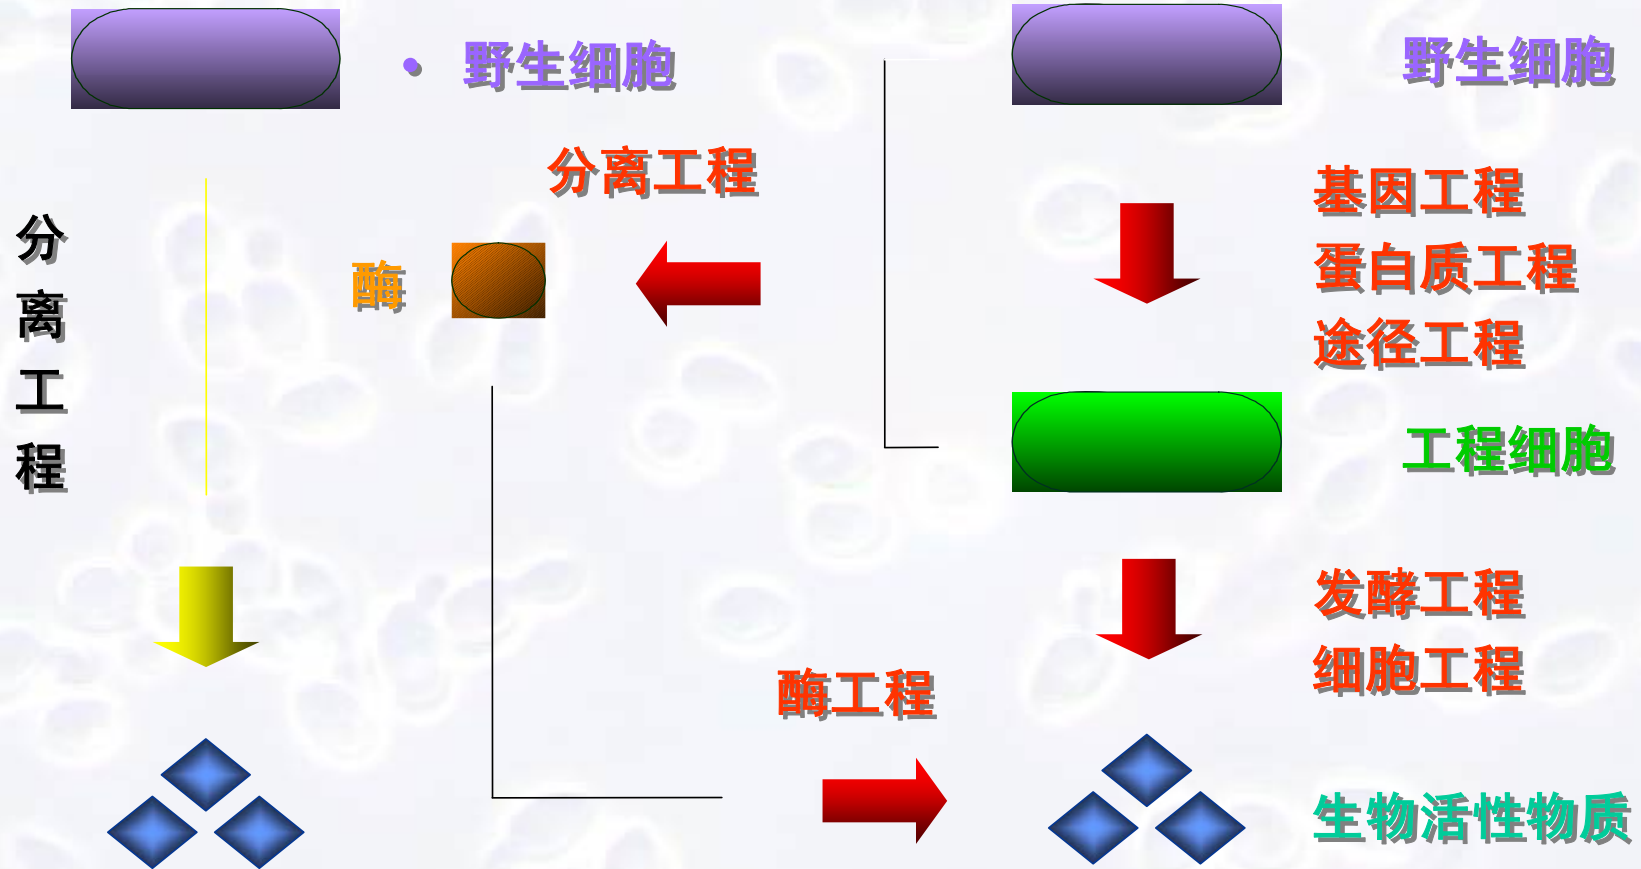 • 野生细胞
野生细胞
分离工程
分离工程
酶
基因工程
蛋白质工程
途径工程
工程细胞
发酵工程
细胞工程
酶工程
生物活性物质